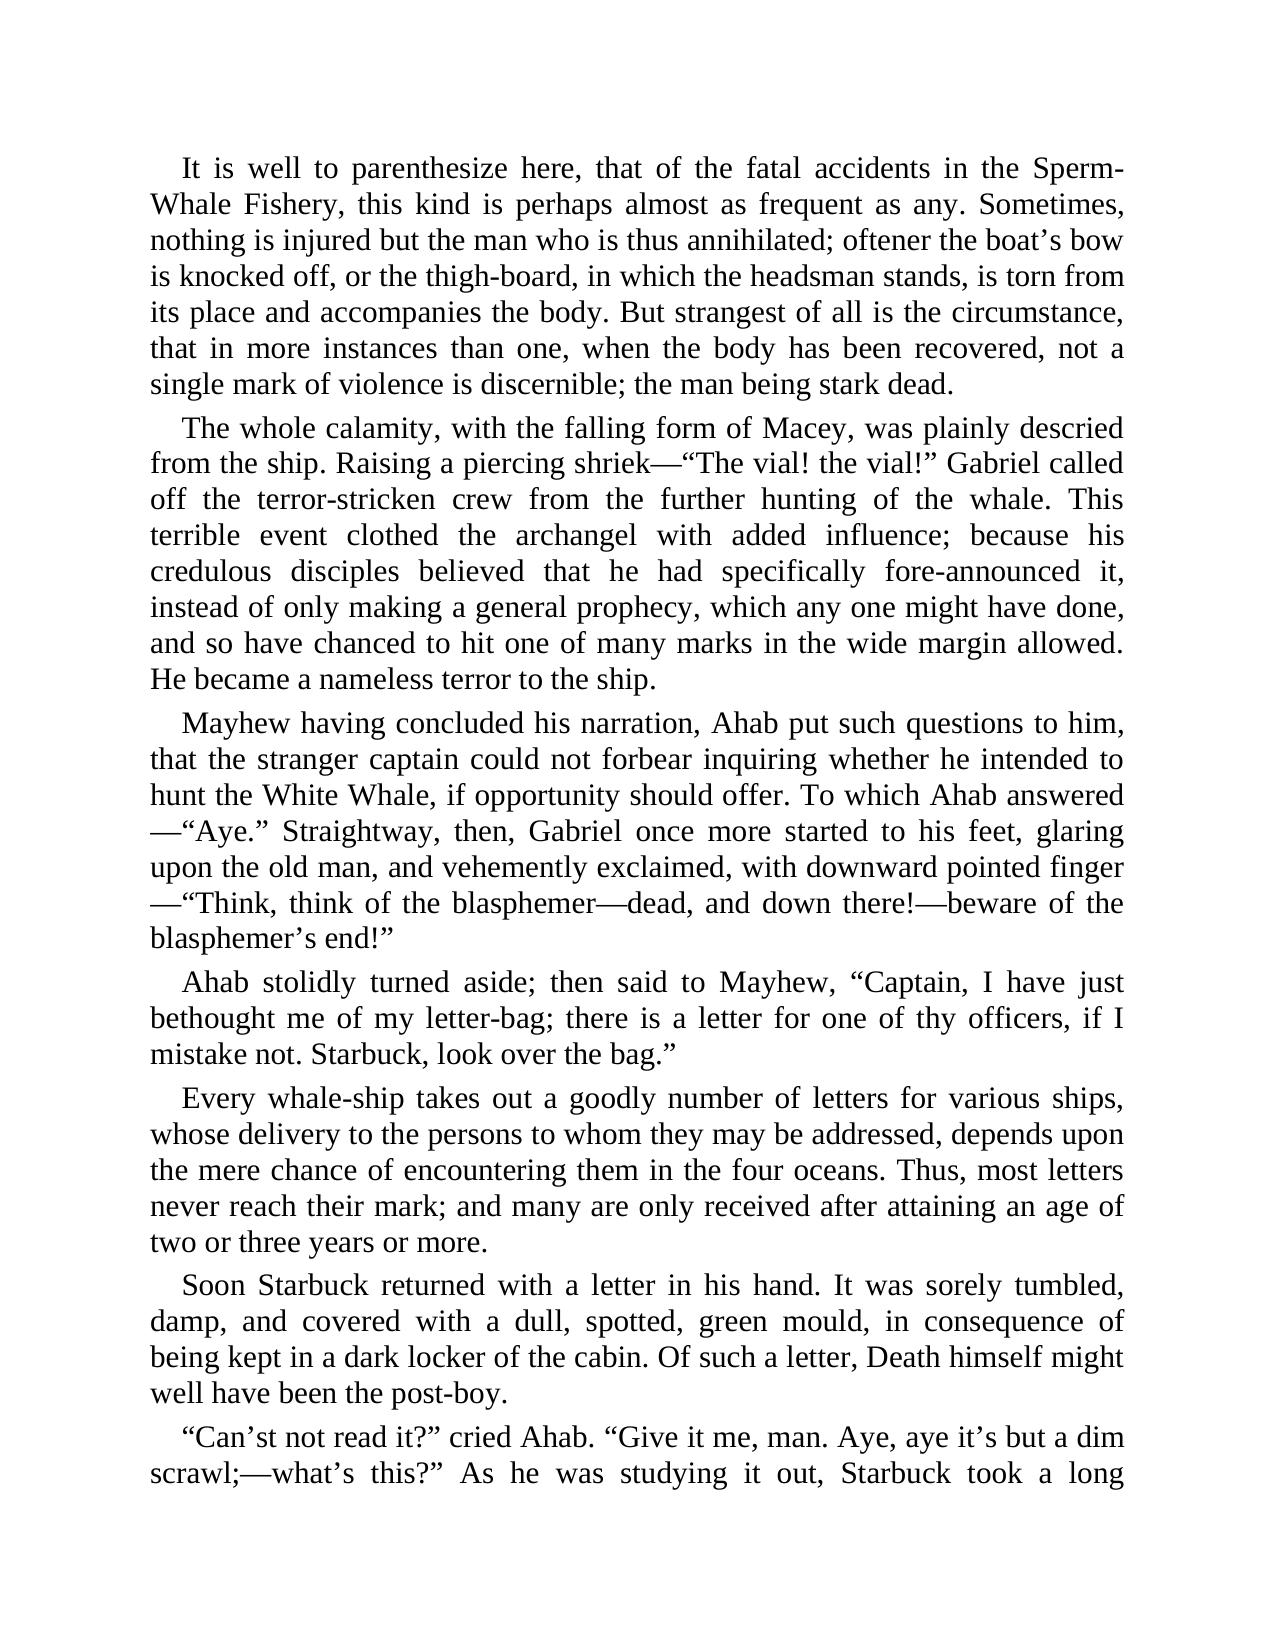 It is well to parenthesize here, that of the fatal accidents in the Sperm-
Whale Fishery, this kind is perhaps almost as frequent as any. Sometimes,
nothing is injured but the man who is thus annihilated; oftener the boat’s bow
is knocked off, or the thigh-board, in which the headsman stands, is torn from
its place and accompanies the body. But strangest of all is the circumstance,
that in more instances than one, when the body has been recovered, not a
single mark of violence is discernible; the man being stark dead.
The whole calamity, with the falling form of Macey, was plainly descried
from the ship. Raising a piercing shriek—“The vial! the vial!” Gabriel called
off the terror-stricken crew from the further hunting of the whale. This
terrible event clothed the archangel with added influence; because his
credulous disciples believed that he had specifically fore-announced it,
instead of only making a general prophecy, which any one might have done,
and so have chanced to hit one of many marks in the wide margin allowed.
He became a nameless terror to the ship.
Mayhew having concluded his narration, Ahab put such questions to him,
that the stranger captain could not forbear inquiring whether he intended to
hunt the White Whale, if opportunity should offer. To which Ahab answered
—“Aye.” Straightway, then, Gabriel once more started to his feet, glaring
upon the old man, and vehemently exclaimed, with downward pointed finger
—“Think, think of the blasphemer—dead, and down there!—beware of the
blasphemer’s end!”
Ahab stolidly turned aside; then said to Mayhew, “Captain, I have just
bethought me of my letter-bag; there is a letter for one of thy officers, if I
mistake not. Starbuck, look over the bag.”
Every whale-ship takes out a goodly number of letters for various ships,
whose delivery to the persons to whom they may be addressed, depends upon
the mere chance of encountering them in the four oceans. Thus, most letters
never reach their mark; and many are only received after attaining an age of
two or three years or more.
Soon Starbuck returned with a letter in his hand. It was sorely tumbled,
damp, and covered with a dull, spotted, green mould, in consequence of
being kept in a dark locker of the cabin. Of such a letter, Death himself might
well have been the post-boy.
“Can’st not read it?” cried Ahab. “Give it me, man. Aye, aye it’s but a dim
scrawl;—what’s this?” As he was studying it out, Starbuck took a long